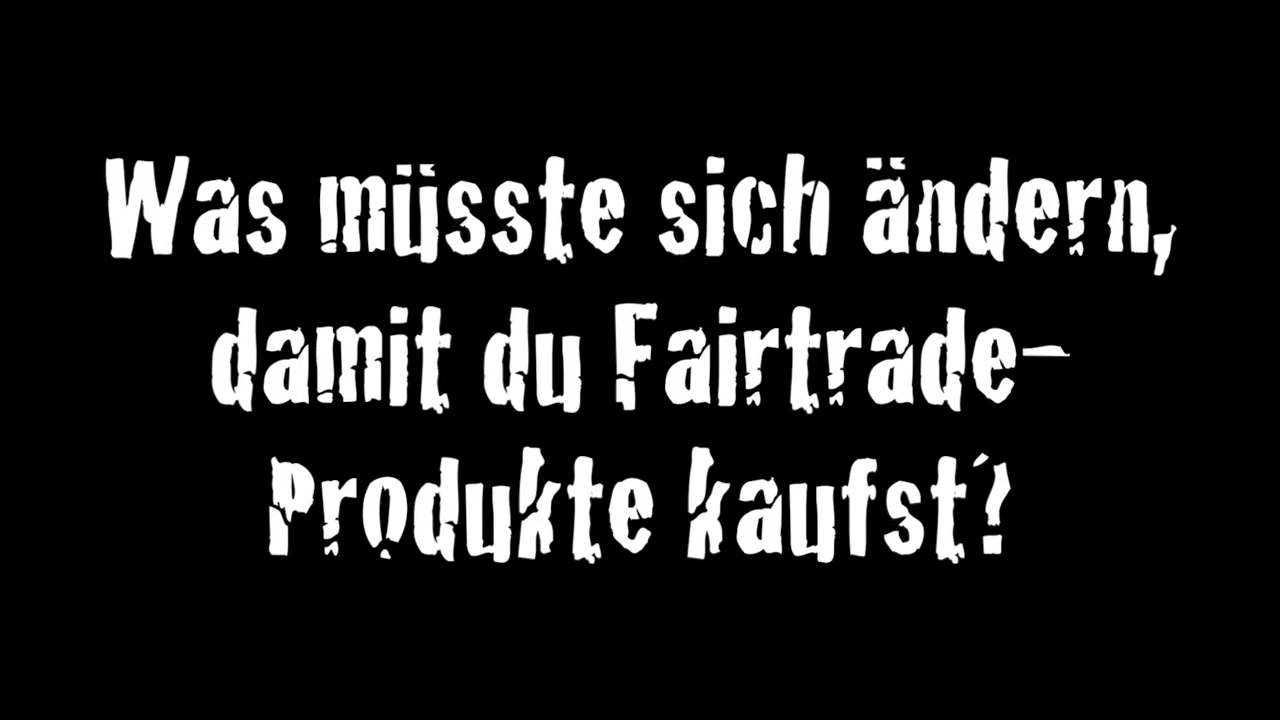 Was müsste sich ändern,
damit du Fairtrade-
Produkte kaufst?